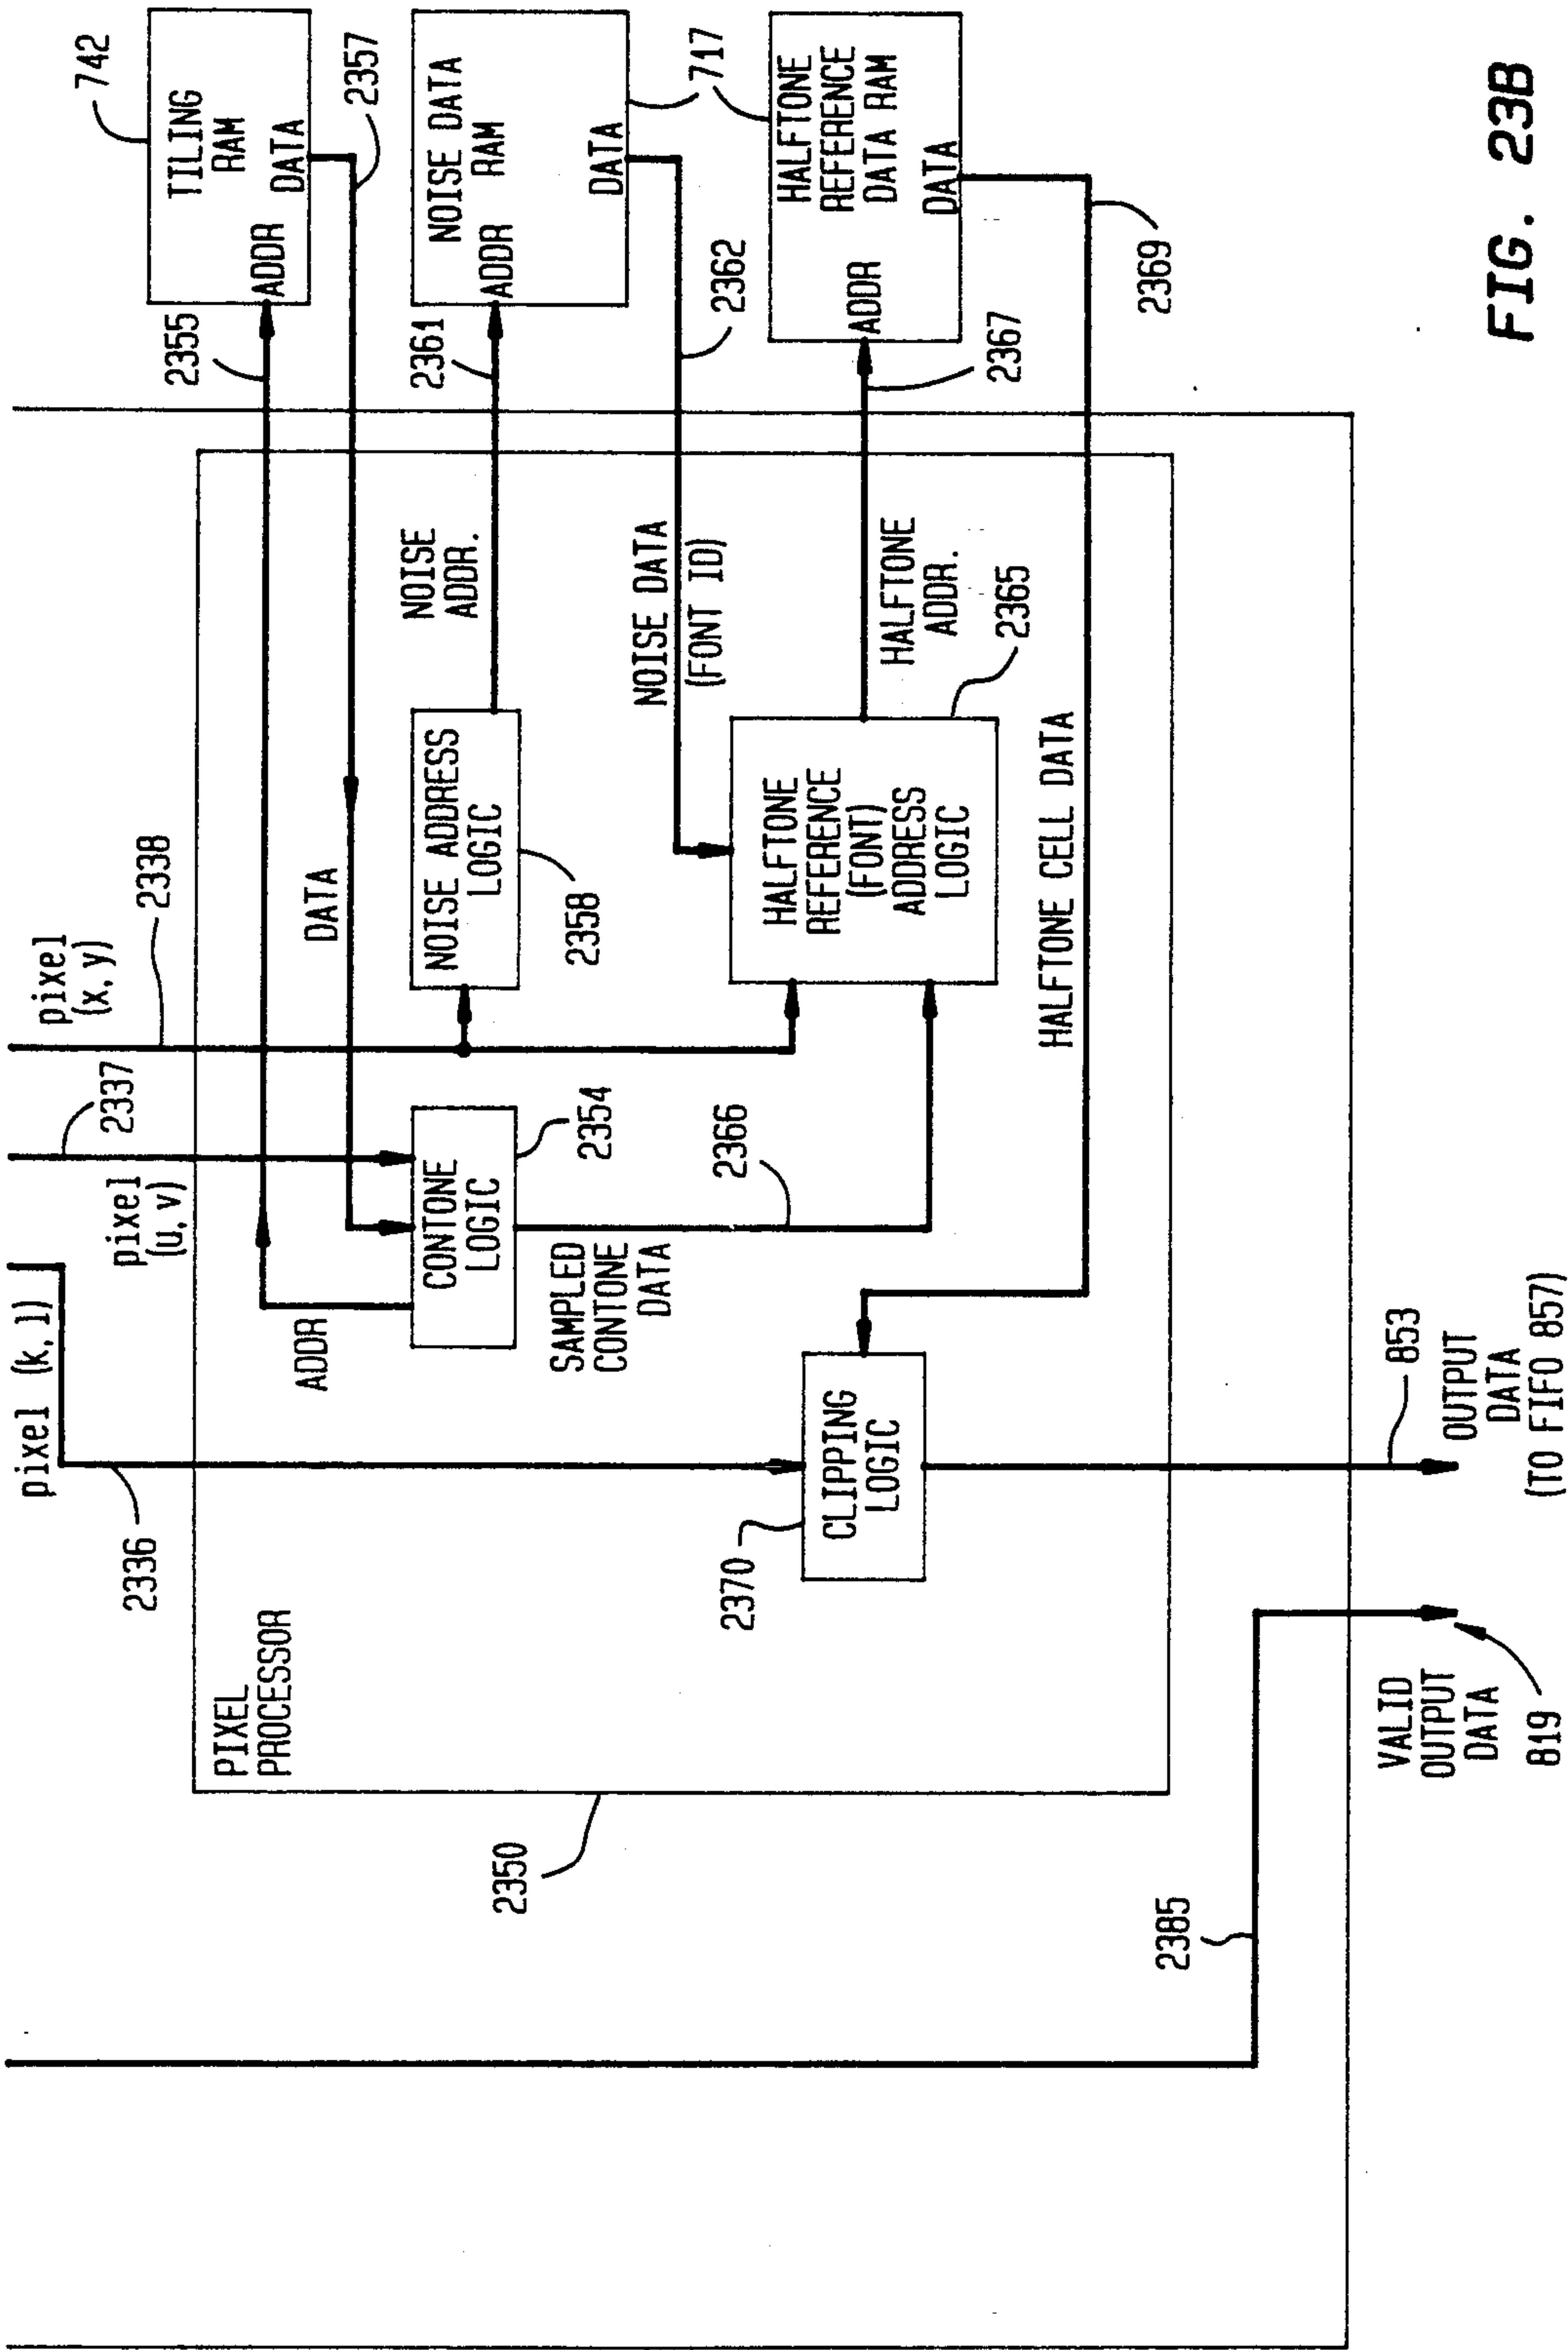 pixel (k, l)
2336
pixel
(u, v)
2337
pixel
(x, y)
2338
2355
742
TILING
RAM
ADDR
DATA
2357
ADDR
DATA
CONTONE
LOGIC
2354
NOISE ADDRESS
LOGIC
2358
NOISE
ADDR.
2361
NOISE DATA
RAM
ADDR
DATA
717
SAMPLED
CONTONE
DATA
2366
NOISE DATA
(FONT ID)
2362
PIXEL
PROCESSOR
2350
2370
CLIPPING
LOGIC
HALFTONE
REFERENCE
(FONT)
ADDRESS
LOGIC
2365
HALFTONE
ADDR.
2367
HALFTONE
REFERENCE
DATA RAM
ADDR
DATA
HALFTONE CELL DATA
2369
2385
VALID
OUTPUT
DATA
819
853
OUTPUT
DATA
(TO FIFO 857)
FIG. 23B